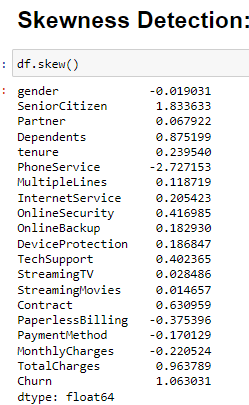 Skewness Detection:
: df.skew()
: gender -0.019031
SeniorCitizen 1.833633
Partner 0.067922
Dependents 0.875199
tenure 0.239540
PhoneService -2.727153
MultipleLines 0.118719
InternetService 0.205423
OnlineSecurity 0.416985
OnlineBackup 0.182930
DeviceProtection 0.186847
TechSupport 0.402365
StreamingTV 0.028486
StreamingMovies 0.014657
Contract 0.630959
PaperlessBilling -0.375396
PaymentMethod -0.170129
MonthlyCharges -0.220524
TotalCharges 0.963789
Churn 1.063031
dtype: float64